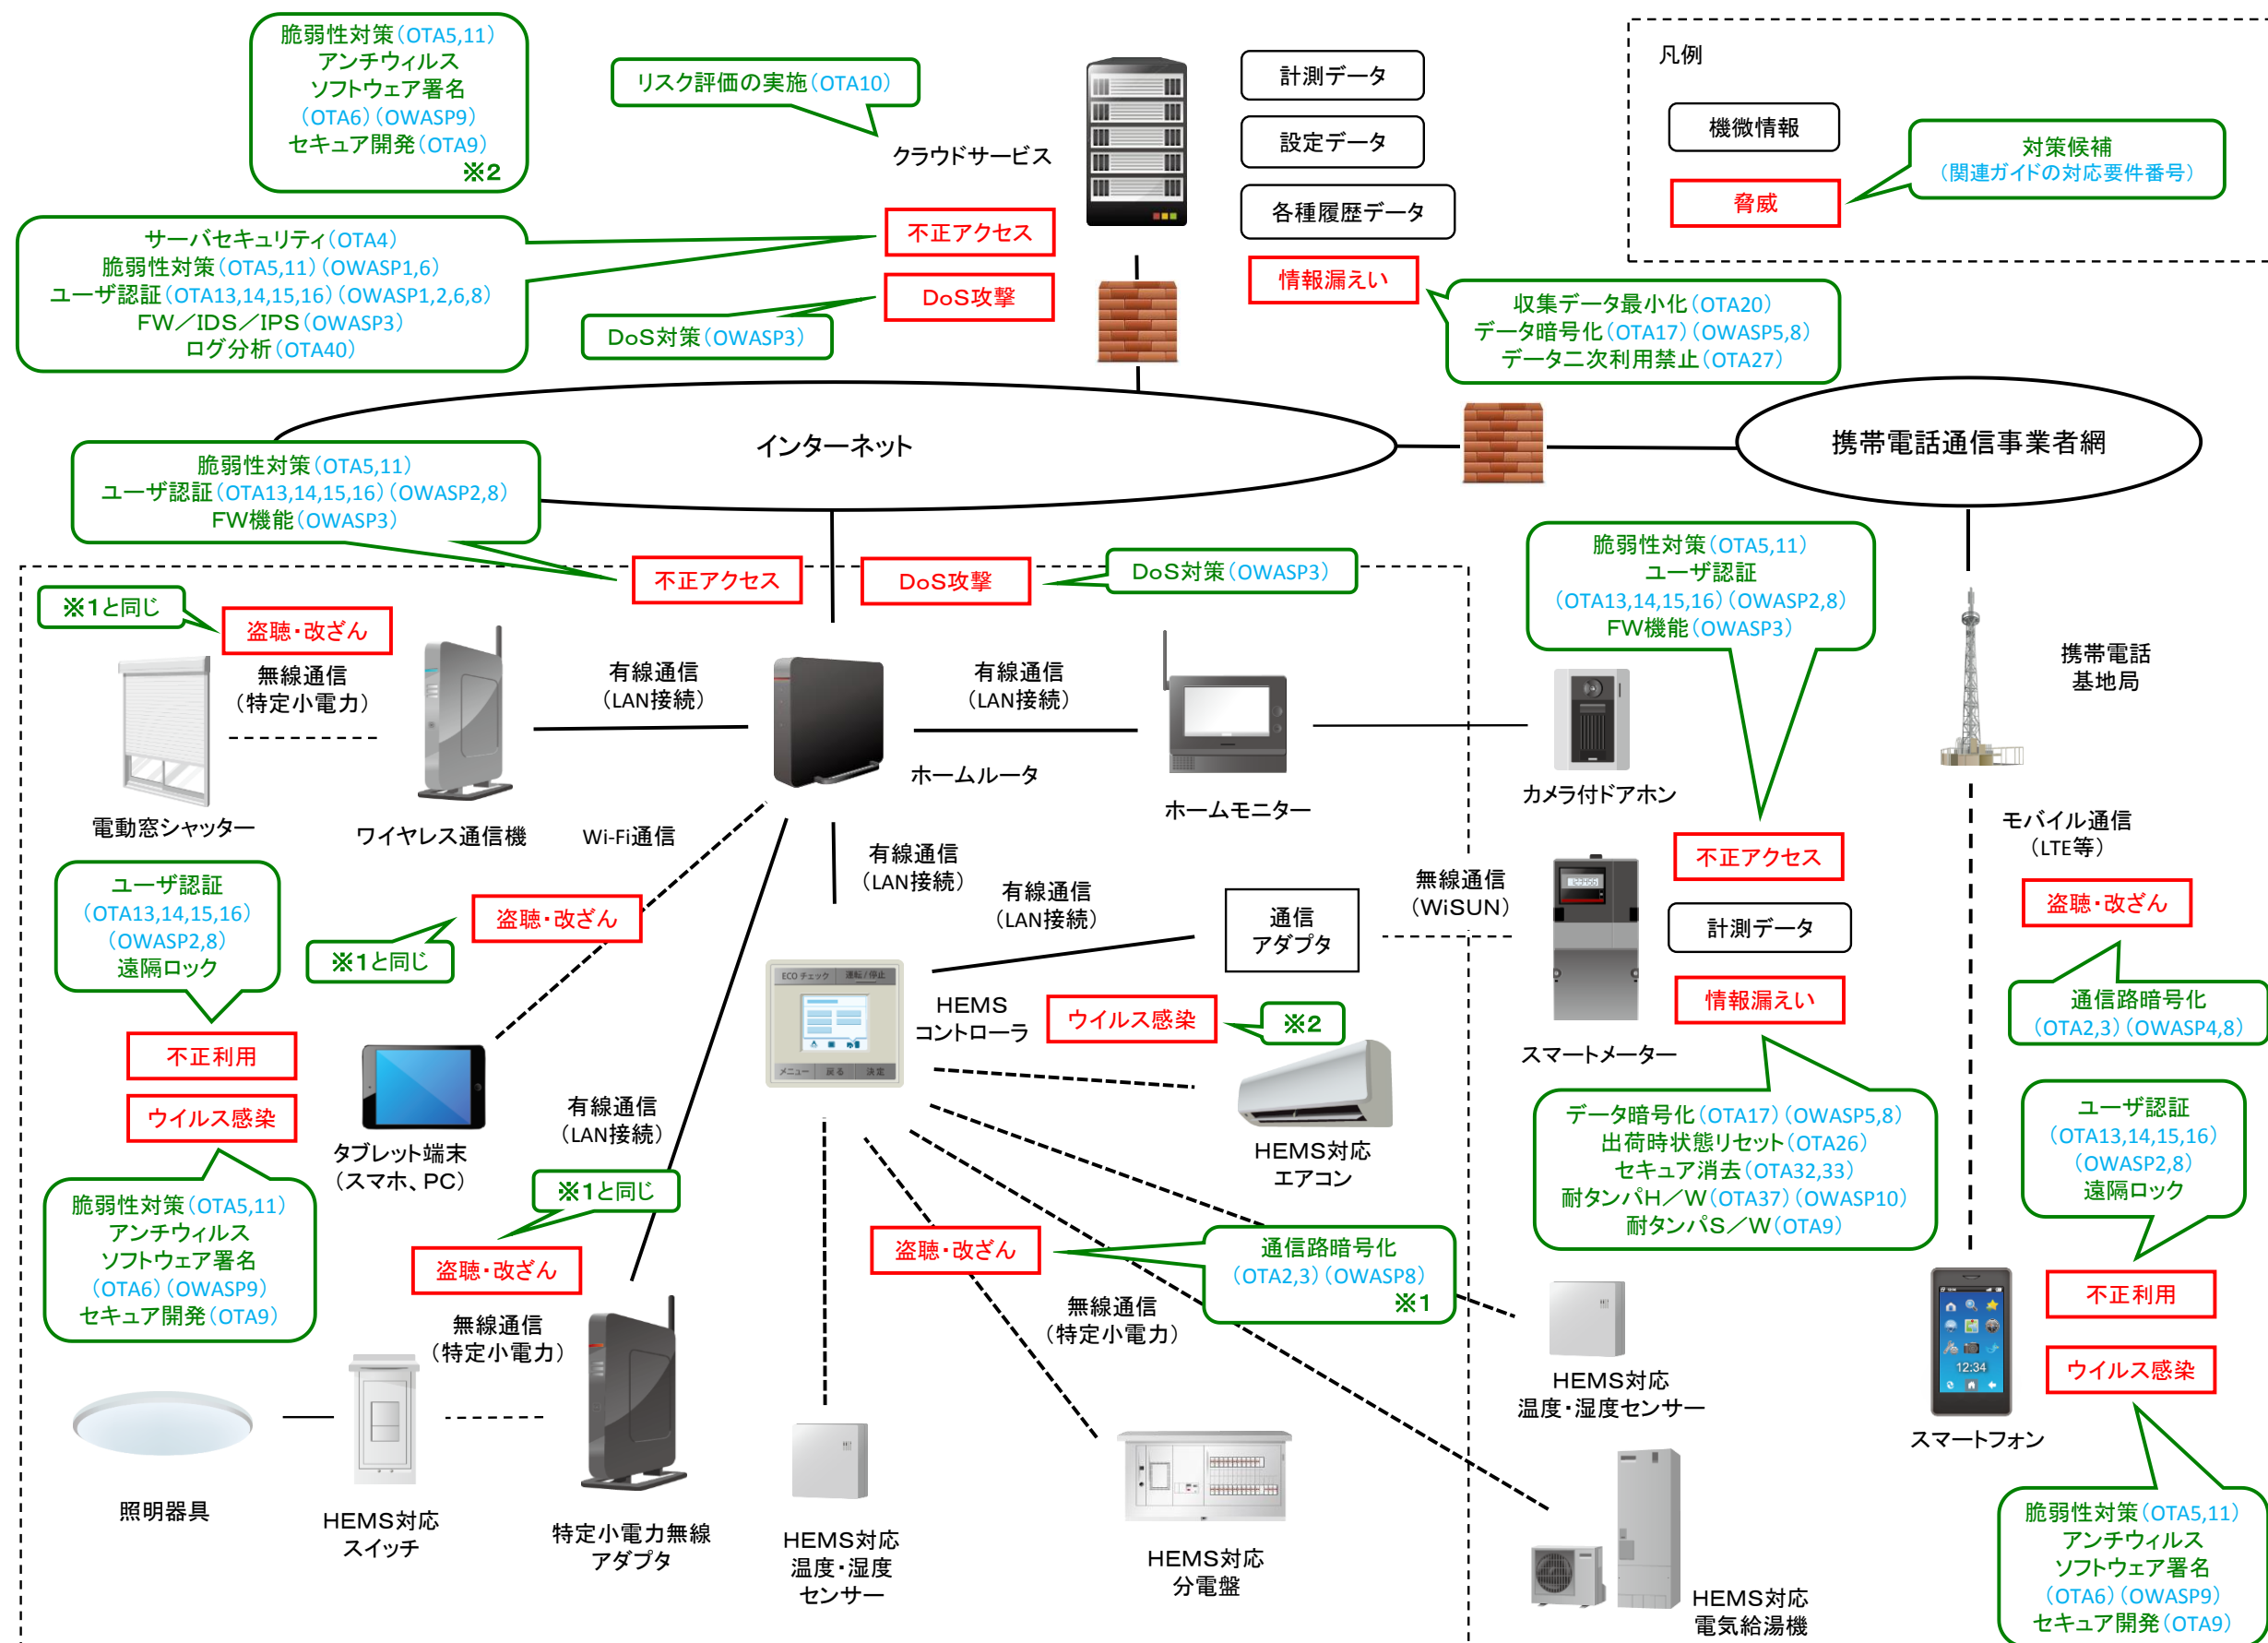 脆弱性対策(OTA5,11)
アンチウィルス
ソフトウェア署名
(OTA6)(OWASP9)
セキュア開発(OTA9)
※2
リスク評価の実施(OTA10)
クラウドサービス
計測データ
設定データ
各種履歴データ
凡例
機微情報
脅威
対策候補
(関連ガイドの対応要件番号)
サーバセキュリティ(OTA4)
脆弱性対策(OTA5,11)(OWASP1,6)
ユーザ認証(OTA13,14,15,16)(OWASP1,2,6,8)
FW/IDS/IPS(OWASP3)
ログ分析(OTA40)
不正アクセス
DoS攻撃
DoS対策(OWASP3)
情報漏えい
収集データ最小化(OTA20)
データ暗号化(OTA17)(OWASP5,8)
データ二次利用禁止(OTA27)
インターネット
携帯電話通信事業者網
脆弱性対策(OTA5,11)
ユーザ認証(OTA13,14,15,16)(OWASP2,8)
FW機能(OWASP3)
不正アクセス
DoS攻撃
DoS対策(OWASP3)
脆弱性対策(OTA5,11)
ユーザ認証
(OTA13,14,15,16)(OWASP2,8)
FW機能(OWASP3)
※1と同じ
盗聴・改ざん
無線通信
(特定小電力)
有線通信
(LAN接続)
有線通信
(LAN接続)
携帯電話
基地局
電動窓シャッター
ワイヤレス通信機
ホームルータ
ホームモニター
カメラ付ドアホン
Wi-Fi通信
有線通信
(LAN接続)
モバイル通信
(LTE等)
ユーザ認証
(OTA13,14,15,16)
(OWASP2,8)
遠隔ロック
盗聴・改ざん
※1と同じ
有線通信
(LAN接続)
通信
アダプタ
無線通信
(WiSUN)
不正アクセス
計測データ
情報漏えい
スマートメーター
盗聴・改ざん
通信路暗号化
(OTA2,3)(OWASP4,8)
不正利用
ウイルス感染
タブレット端末
(スマホ、PC)
ECO チェック
運転/停止
メニュー
戻る
決定
HEMS
コントローラ
ウイルス感染
※2
HEMS対応
エアコン
有線通信
(LAN接続)
データ暗号化(OTA17)(OWASP5,8)
出荷時状態リセット(OTA26)
セキュア消去(OTA32,33)
耐タンパH/W(OTA37)(OWASP10)
耐タンパS/W(OTA9)
ユーザ認証
(OTA13,14,15,16)
(OWASP2,8)
遠隔ロック
脆弱性対策(OTA5,11)
アンチウィルス
ソフトウェア署名
(OTA6)(OWASP9)
セキュア開発(OTA9)
※1と同じ
盗聴・改ざん
無線通信
(特定小電力)
盗聴・改ざん
通信路暗号化
(OTA2,3)(OWASP8)
※1
無線通信
(特定小電力)
不正利用
ウイルス感染
12:34
スマートフォン
HEMS対応
温度・湿度センサー
照明器具
HEMS対応
スイッチ
特定小電力無線
アダプタ
HEMS対応
温度・湿度
センサー
HEMS対応
分電盤
HEMS対応
電気給湯機
脆弱性対策(OTA5,11)
アンチウィルス
ソフトウェア署名
(OTA6)(OWASP9)
セキュア開発(OTA9)